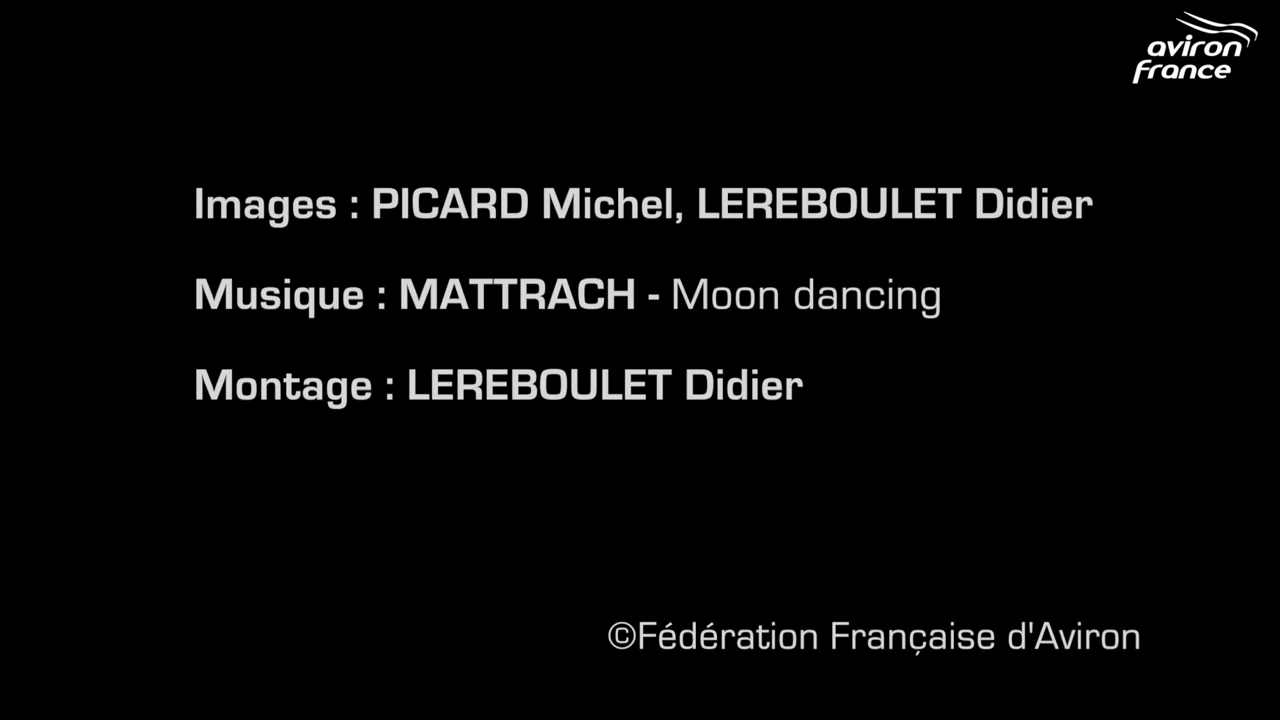 aviron
france
Images : PICARD Michel, LEREBOULET Didier
Musique : MATTRACH - Moon dancing
Montage : LEREBOULET Didier
©Fédération Française d'Aviron